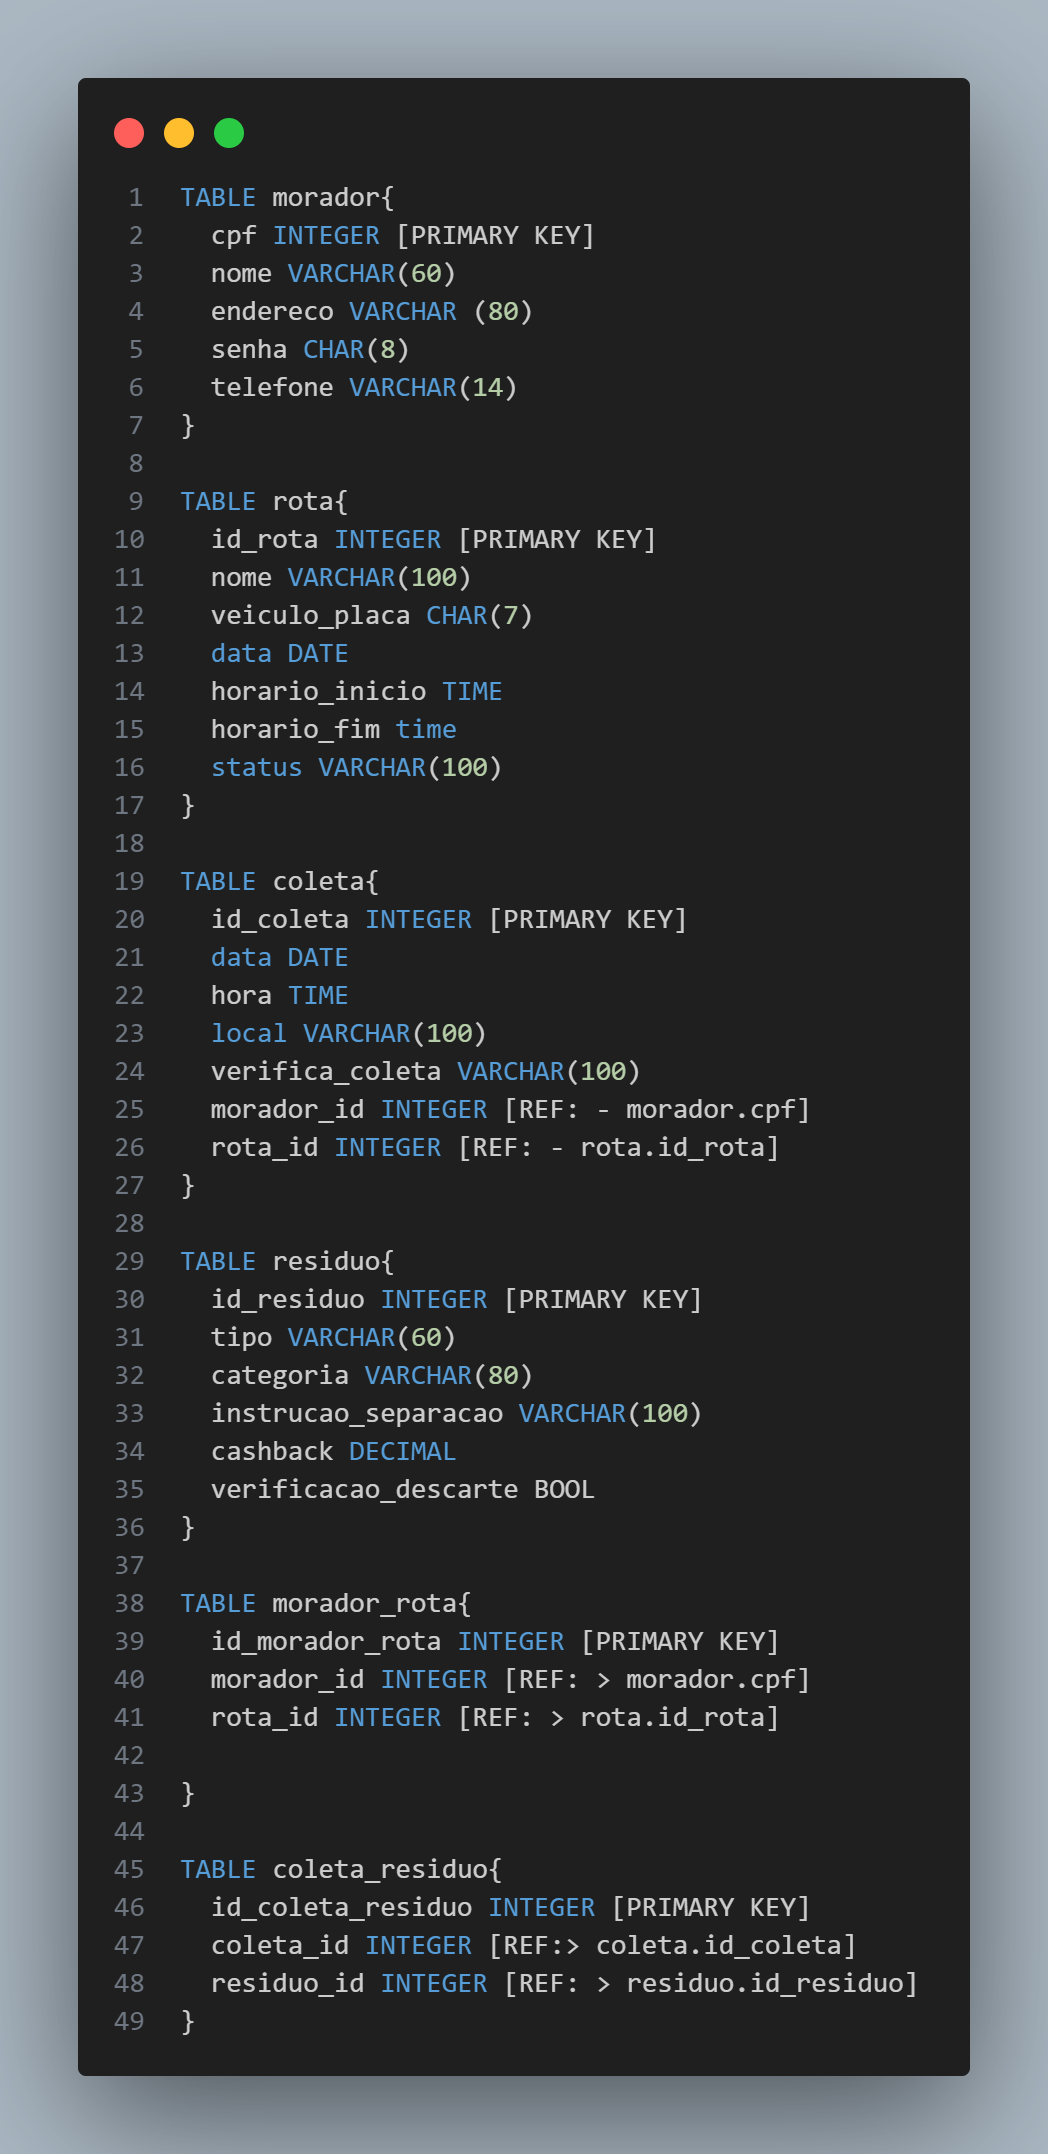 1 TABLE morador{
2 cpf INTEGER [PRIMARY KEY]
3 nome VARCHAR(60)
4 endereco VARCHAR (80)
5 senha CHAR(8)
6 telefone VARCHAR(14)
7 }
8
9 TABLE rota{
10 id_rota INTEGER [PRIMARY KEY]
11 nome VARCHAR(100)
12 veiculo_placa CHAR(7)
13 data DATE
14 horario_inicio TIME
15 horario_fim time
16 status VARCHAR(100)
17 }
18
19 TABLE coleta{
20 id_coleta INTEGER [PRIMARY KEY]
21 data DATE
22 hora TIME
23 local VARCHAR(100)
24 verifica_coleta VARCHAR(100)
25 morador_id INTEGER [REF: - morador.cpf]
26 rota_id INTEGER [REF: - rota.id_rota]
27 }
28
29 TABLE residuo{
30 id_residuo INTEGER [PRIMARY KEY]
31 tipo VARCHAR(60)
32 categoria VARCHAR(80)
33 instrucao_separacao VARCHAR(100)
34 cashback DECIMAL
35 verificacao_descarte BOOL
36 }
37
38 TABLE morador_rota{
39 id_morador_rota INTEGER [PRIMARY KEY]
40 morador_id INTEGER [REF: > morador.cpf]
41 rota_id INTEGER [REF: > rota.id_rota]
42
43 }
44
45 TABLE coleta_residuo{
46 id_coleta_residuo INTEGER [PRIMARY KEY]
47 coleta_id INTEGER [REF:> coleta.id_coleta]
48 residuo_id INTEGER [REF: > residuo.id_residuo]
49 }